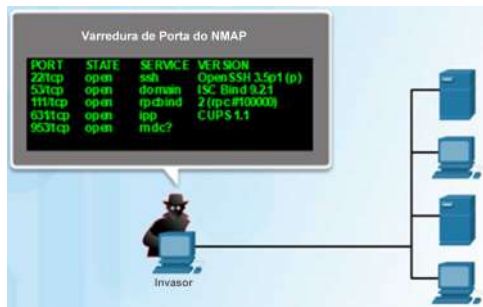 Varredura de Porta do NMAP
PORT STATE SERVICE VERSION
22/tcp open ssh OpenSSH 3.5p1 (p)
53/tcp open domain ISC Bind 9.2.1
111/tcp open rpcbind 2 (rpc #100000)
631/tcp open ipp CUPS 1.1
953/tcp open rndc?
Invasor